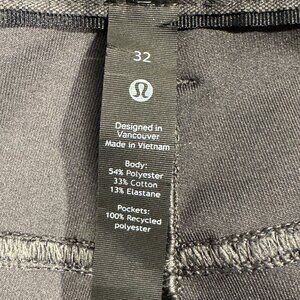 32
Designed in
Vancouver
Made in Vietnam
Body:
54% Polyester
33% Cotton
13% Elastane
Pockets:
100% Recycled
polyester